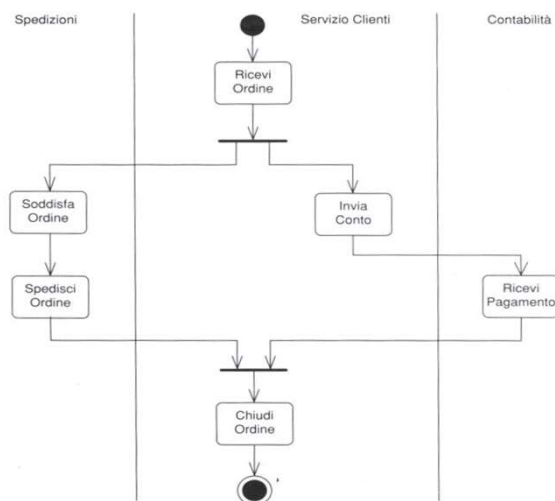 Spedizioni
Servizio Clienti
Contabilità
Ricevi
Ordine
Soddisfa
Ordine
Invia
Conto
Spedisci
Ordine
Ricevi
Pagamento
Chiudi
Ordine